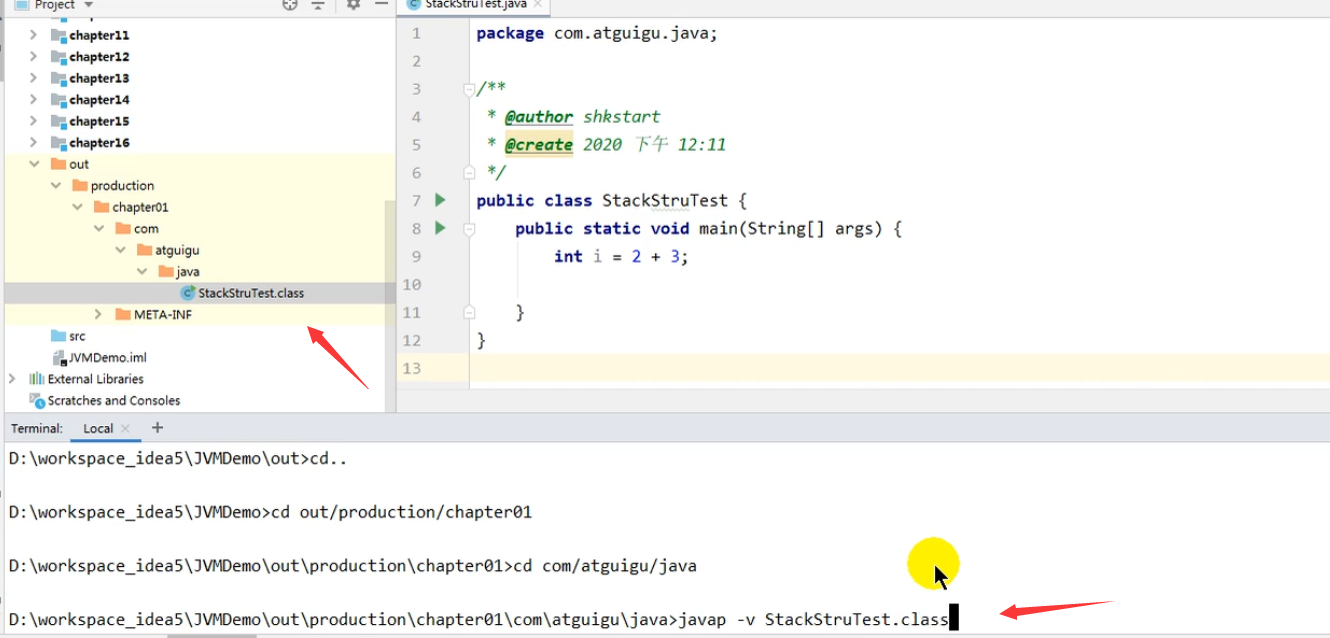 Project
StackStruTest.java
chapter11
chapter12
chapter13
chapter14
chapter15
chapter16
out
production
chapter01
com
atguigu
java
StackStruTest.class
META-INF
src
JVMDemo.iml
External Libraries
Scratches and Consoles
1 package com.atguigu.java;
2
3 /**
4 * @author shkstart
5 * @create 2020 下午 12:11
6 */
7 public class StackStruTest {
8 public static void main(String[] args) {
9 int i = 2 + 3;
10
11 }
12 }
13
Terminal: Local +
D:\workspace_idea5\JVMDemo\out>cd..
D:\workspace_idea5\JVMDemo>cd out/production/chapter01
D:\workspace_idea5\JVMDemo\out\production\chapter01>cd com/atguigu/java
D:\workspace_idea5\JVMDemo\out\production\chapter01\com\atguigu\java>javap -v StackStruTest.class